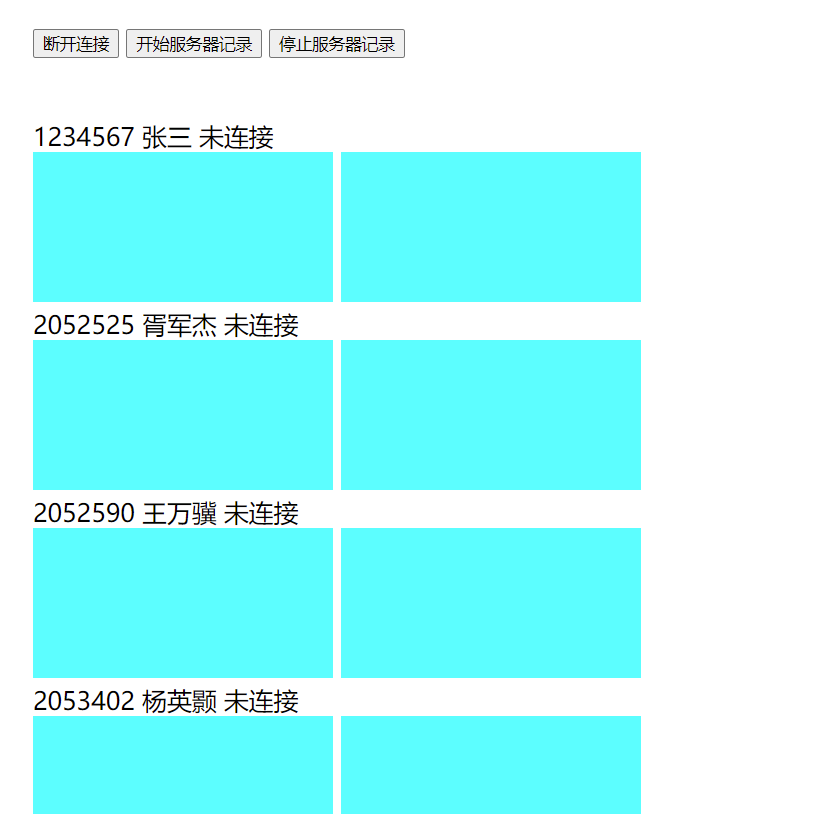 断开连接 开始服务器记录 停止服务器记录
1234567 张三 未连接
2052525 胥军杰 未连接
2052590 王万骥 未连接
2053402 杨英颢 未连接